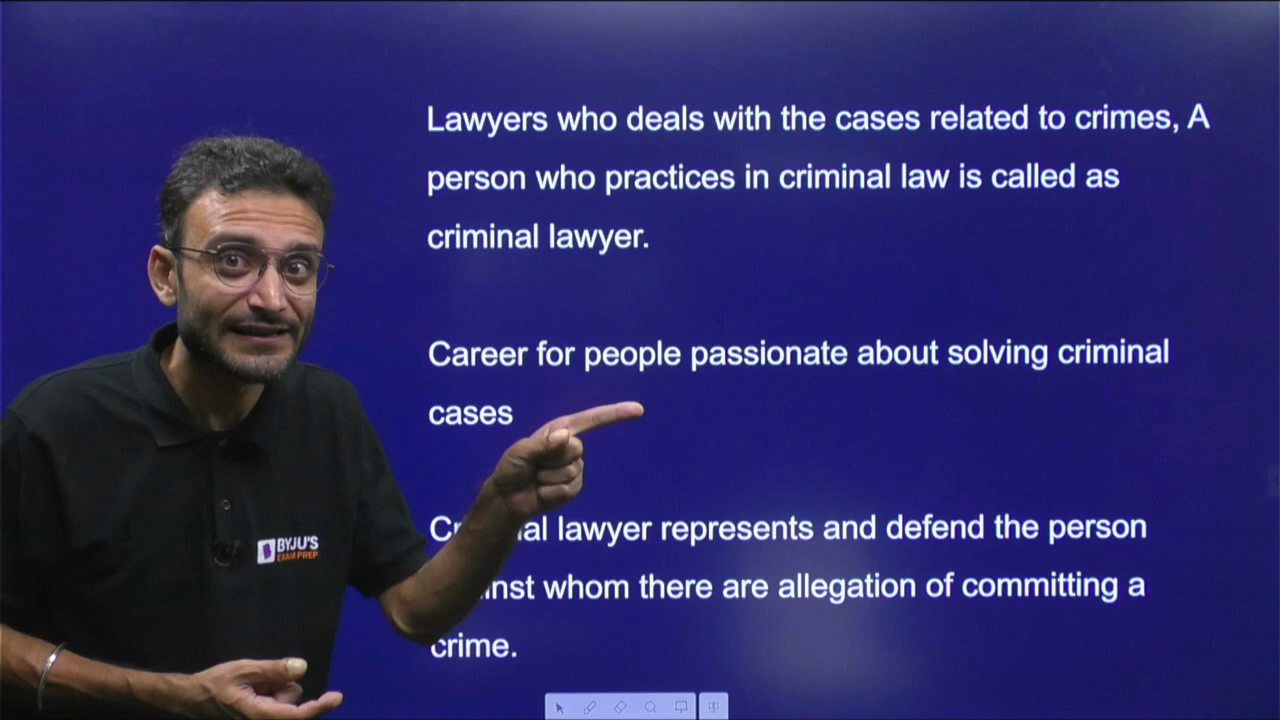 Lawyers who deals with the cases related to crimes, A
person who practices in criminal law is called as
criminal lawyer.
Career for people passionate about solving criminal
cases
lawyer represents and defend the person
whom there are allegation of committing a
crime.
BYJU'S
EXAM PREP